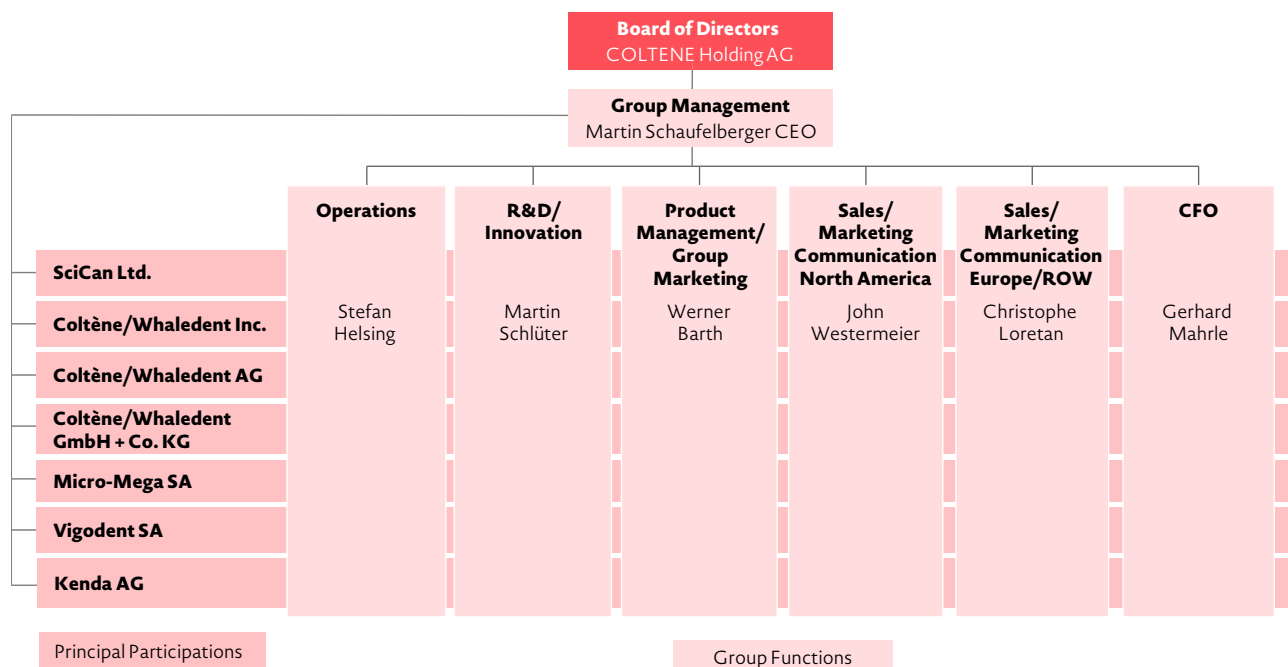 Board of Directors
COLTENE Holding AG
Group Management
Martin Schaufelberger CEO
Operations
Stefan
Helsing
R&D/
Innovation
Martin
Schlüter
Product
Management/
Group
Marketing
Werner
Barth
Sales/
Marketing
Communication
North America
John
Westermeier
Sales/
Marketing
Communication
Europe/ROW
Christophe
Loretan
CFO
Gerhard
Mahrle
SciCan Ltd.
Coltène/Whaledent Inc.
Coltène/Whaledent AG
Coltène/Whaledent
GmbH + Co. KG
Micro-Mega SA
Vigodent SA
Kenda AG
Principal Participations
Group Functions